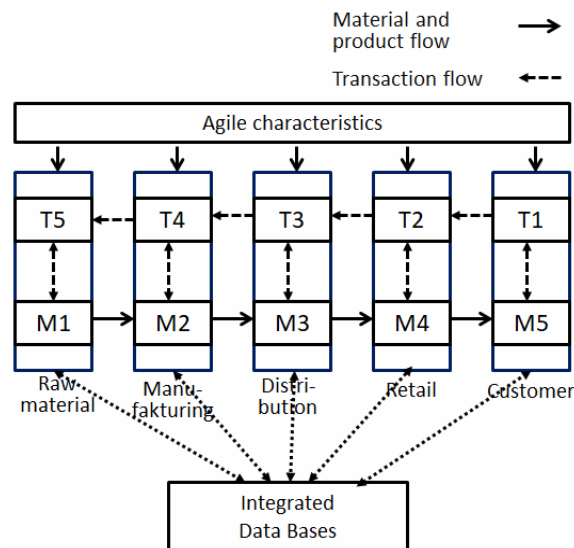 Material and
product flow
Transaction flow
Agile characteristics
T5 T4 T3 T2 T1
M1 M2 M3 M4 M5
Raw
material
Manu-
fakturing
Distri-
bution
Retail
Customer
Integrated
Data Bases